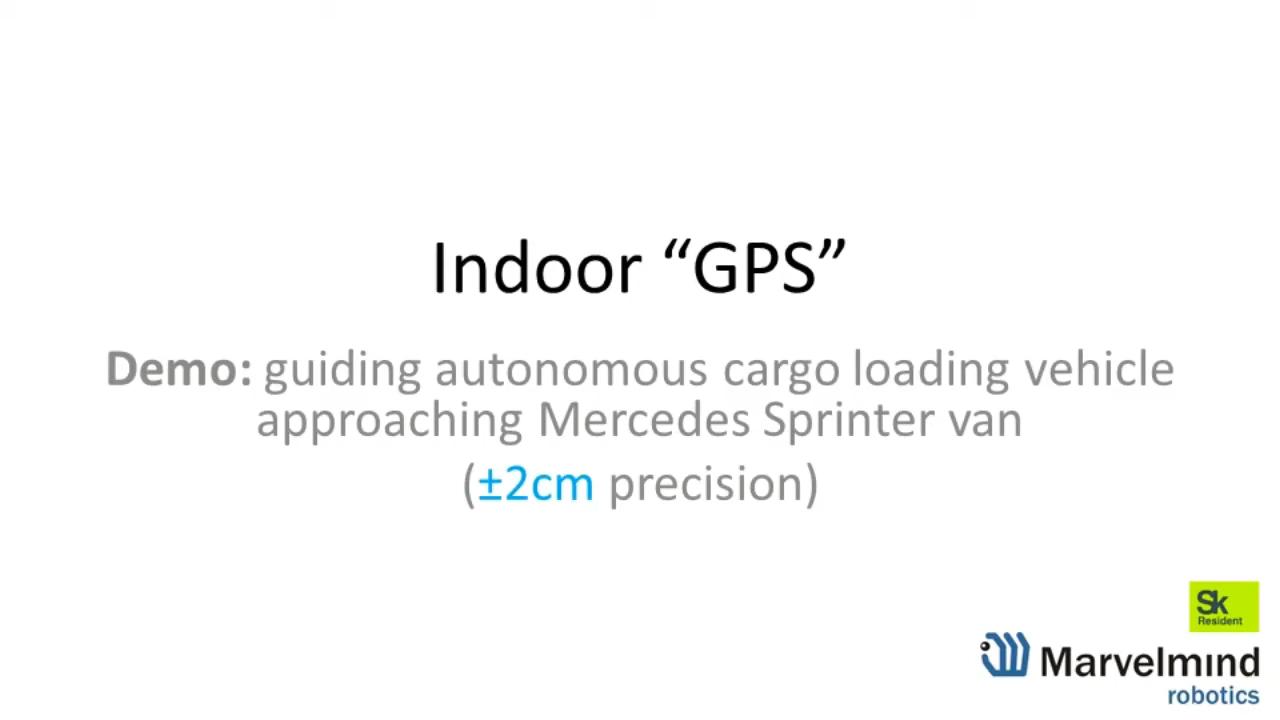 Indoor “GPS”
Demo: guiding autonomous cargo loading vehicle
approaching Mercedes Sprinter van
(±2cm precision)
Sk
Resident
Marvelmind
robotics